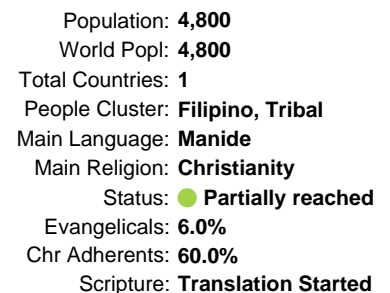 Population: 4,800
World Popl: 4,800
Total Countries: 1
People Cluster: Filipino, Tribal
Main Language: Manide
Main Religion: Christianity
Status: Partially reached
Evangelicals: 6.0%
Chr Adherents: 60.0%
Scripture: Translation Started